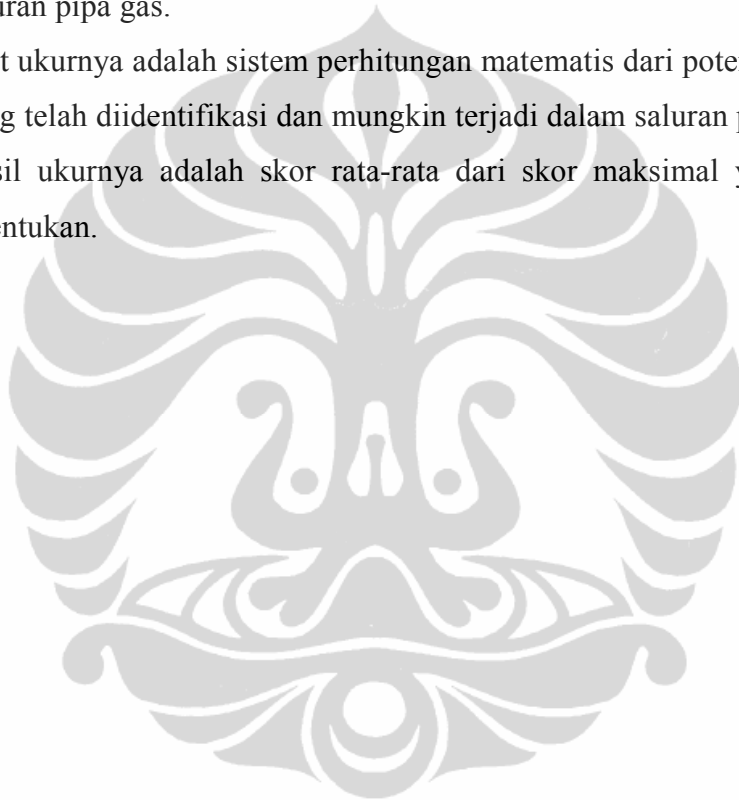 uran pipa gas.
t ukurnya adalah sistem perhitungan matematis dari poten
g telah diidentifikasi dan mungkin terjadi dalam saluran p
sil ukurnya adalah skor rata-rata dari skor maksimal y
entukan.